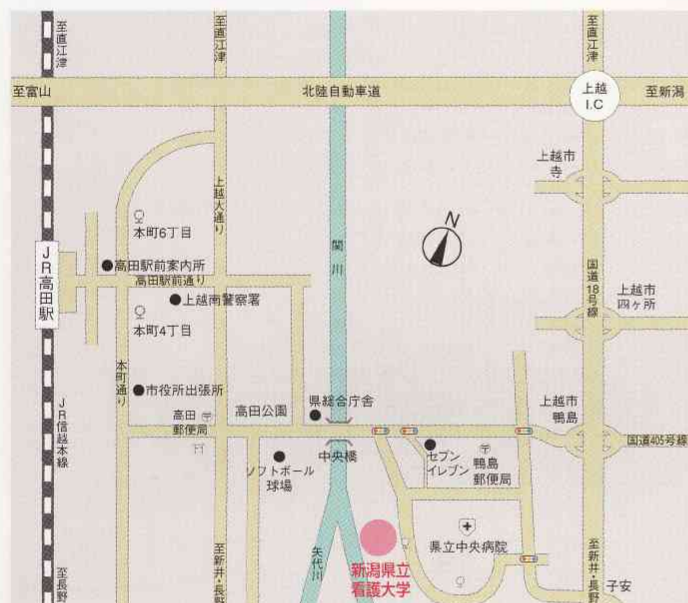 至直江津
至直江津
至直江津
至富山
北陸自動車道
上越
I.C
至新潟
上越市
寺
上越大通り
本町6丁目
N
関川
JR高田駅
高田駅前案内所
高田駅前通り
上越南警察署
国道18号線
上越市
四ヶ所
本町4丁目
本町通り
市役所出張所
JR信越本線
高田
郵便局
高田公園
県総合庁舎
上越市
鴨島
国道405号線
ソフトボール
球場
中央橋
セブン
イレブン
鴨島
郵便局
県立中央病院
至長野
至新井・長野
矢代川
新潟県立
看護大学
至新井・長野
子安